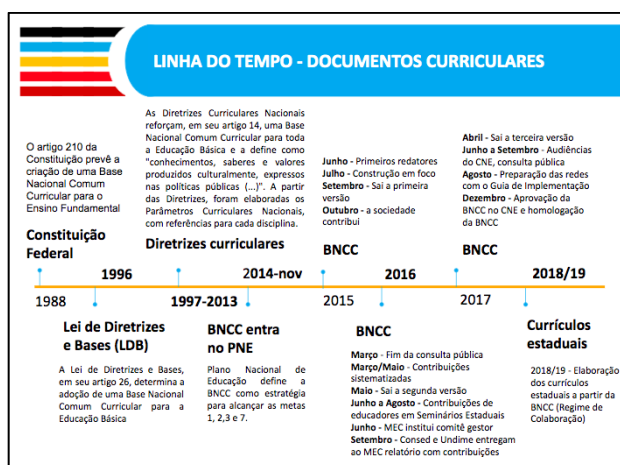 LINHA DO TEMPO - DOCUMENTOS CURRICULARES
O artigo 210 da
Constituição prevê a
criação de uma Base
Nacional Comum
Curricular para o
Ensino Fundamental
Constituição
Federal
As Diretrizes Curriculares Nacionais
reforçam, em seu artigo 14, uma Base
Nacional Comum Curricular para toda
a Educação Básica e a define como
"conhecimentos, saberes e valores
produzidos culturalmente, expressos
nas políticas públicas (...)". A partir
das Diretrizes, foram elaborados os
Parâmetros Curriculares Nacionais,
com referências para cada disciplina.
Diretrizes curriculares
Junho - Primeiros redatores
Julho - Construção em foco
Setembro - Sai a primeira
versão
Outubro - a sociedade
contribui
BNCC
Abril - Sai a terceira versão
Junho a Setembro - Audiências
do CNE, consulta pública
Agosto - Preparação das redes
com o Guia de Implementação
Dezembro - Aprovação da
BNCC no CNE e homologação
da BNCC
BNCC
1996
2014-nov
2016
2018/19
1988
1997-2013
2015
2017
Lei de Diretrizes
e Bases (LDB)
A Lei de Diretrizes e Bases,
em seu artigo 26, determina a
adoção de uma Base Nacional
Comum Curricular para a
Educação Básica
BNCC entra
no PNE
Plano Nacional de
Educação define a
BNCC como estratégia
para alcançar as metas
1, 2,3 e 7.
BNCC
Março - Fim da consulta pública
Março/Maio - Contribuições
sistematizadas
Maio - Sai a segunda versão
Junho a Agosto - Contribuições de
educadores em Seminários Estaduais
Junho - MEC institui comitê gestor
Setembro - Consed e Undime entregam
ao MEC relatório com contribuições
Currículos
estaduais
2018/19 - Elaboração
dos currículos
estaduais a partir da
BNCC (Regime de
Colaboração)